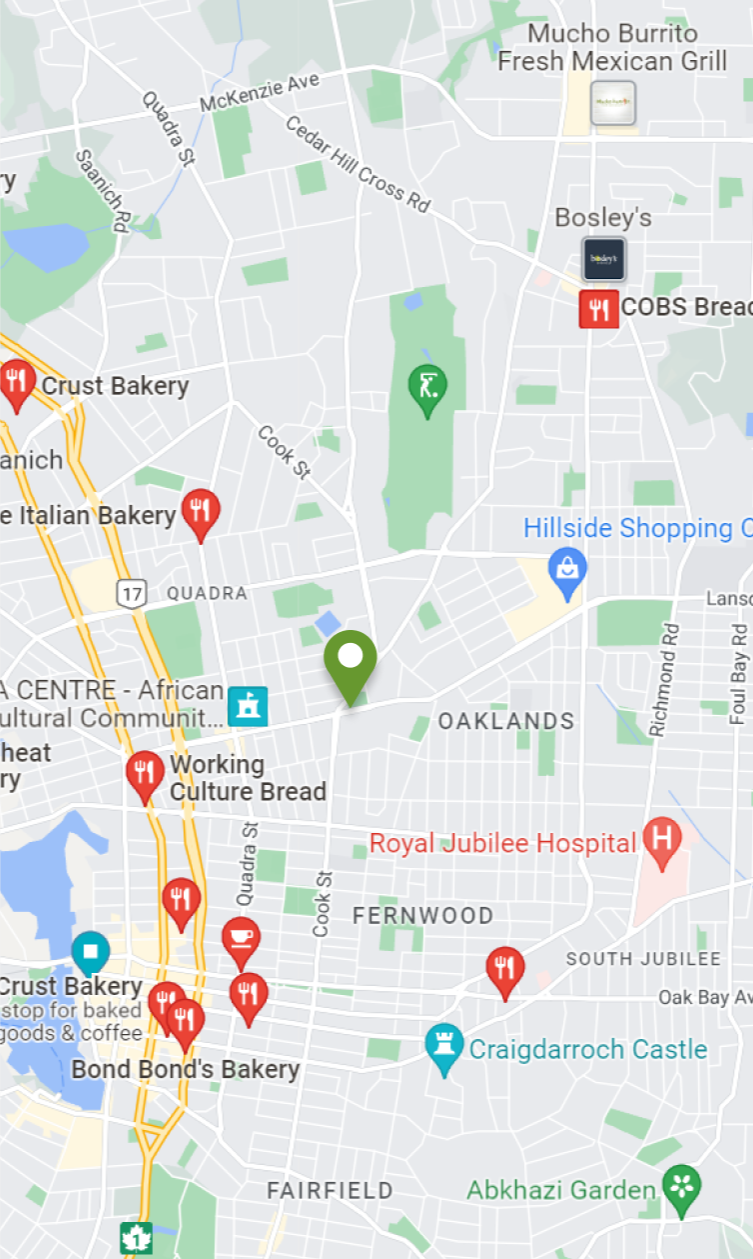 Mucho Burrito
Fresh Mexican Grill
McKenzie Ave
Quadra St
Cedar Hill Cross Rd
Saanich Rd
ry
Bosley's
bosley's
COBS Bread
Crust Bakery
anich
Cook St
e Italian Bakery
Hillside Shopping C
17
QUADRA
Lansd
Richmond Rd
Foul Bay Rd
A CENTRE - African
ultural Communit...
OAKLANDS
heat
ry
Working
Culture Bread
Royal Jubilee Hospital
H
Quadra St
Cook St
FERNWOOD
SOUTH JUBILEE
Crust Bakery
stop for baked
goods & coffee
Oak Bay Av
Bond Bond's Bakery
Craigdarroch Castle
FAIRFIELD
Abkhazi Garden
1